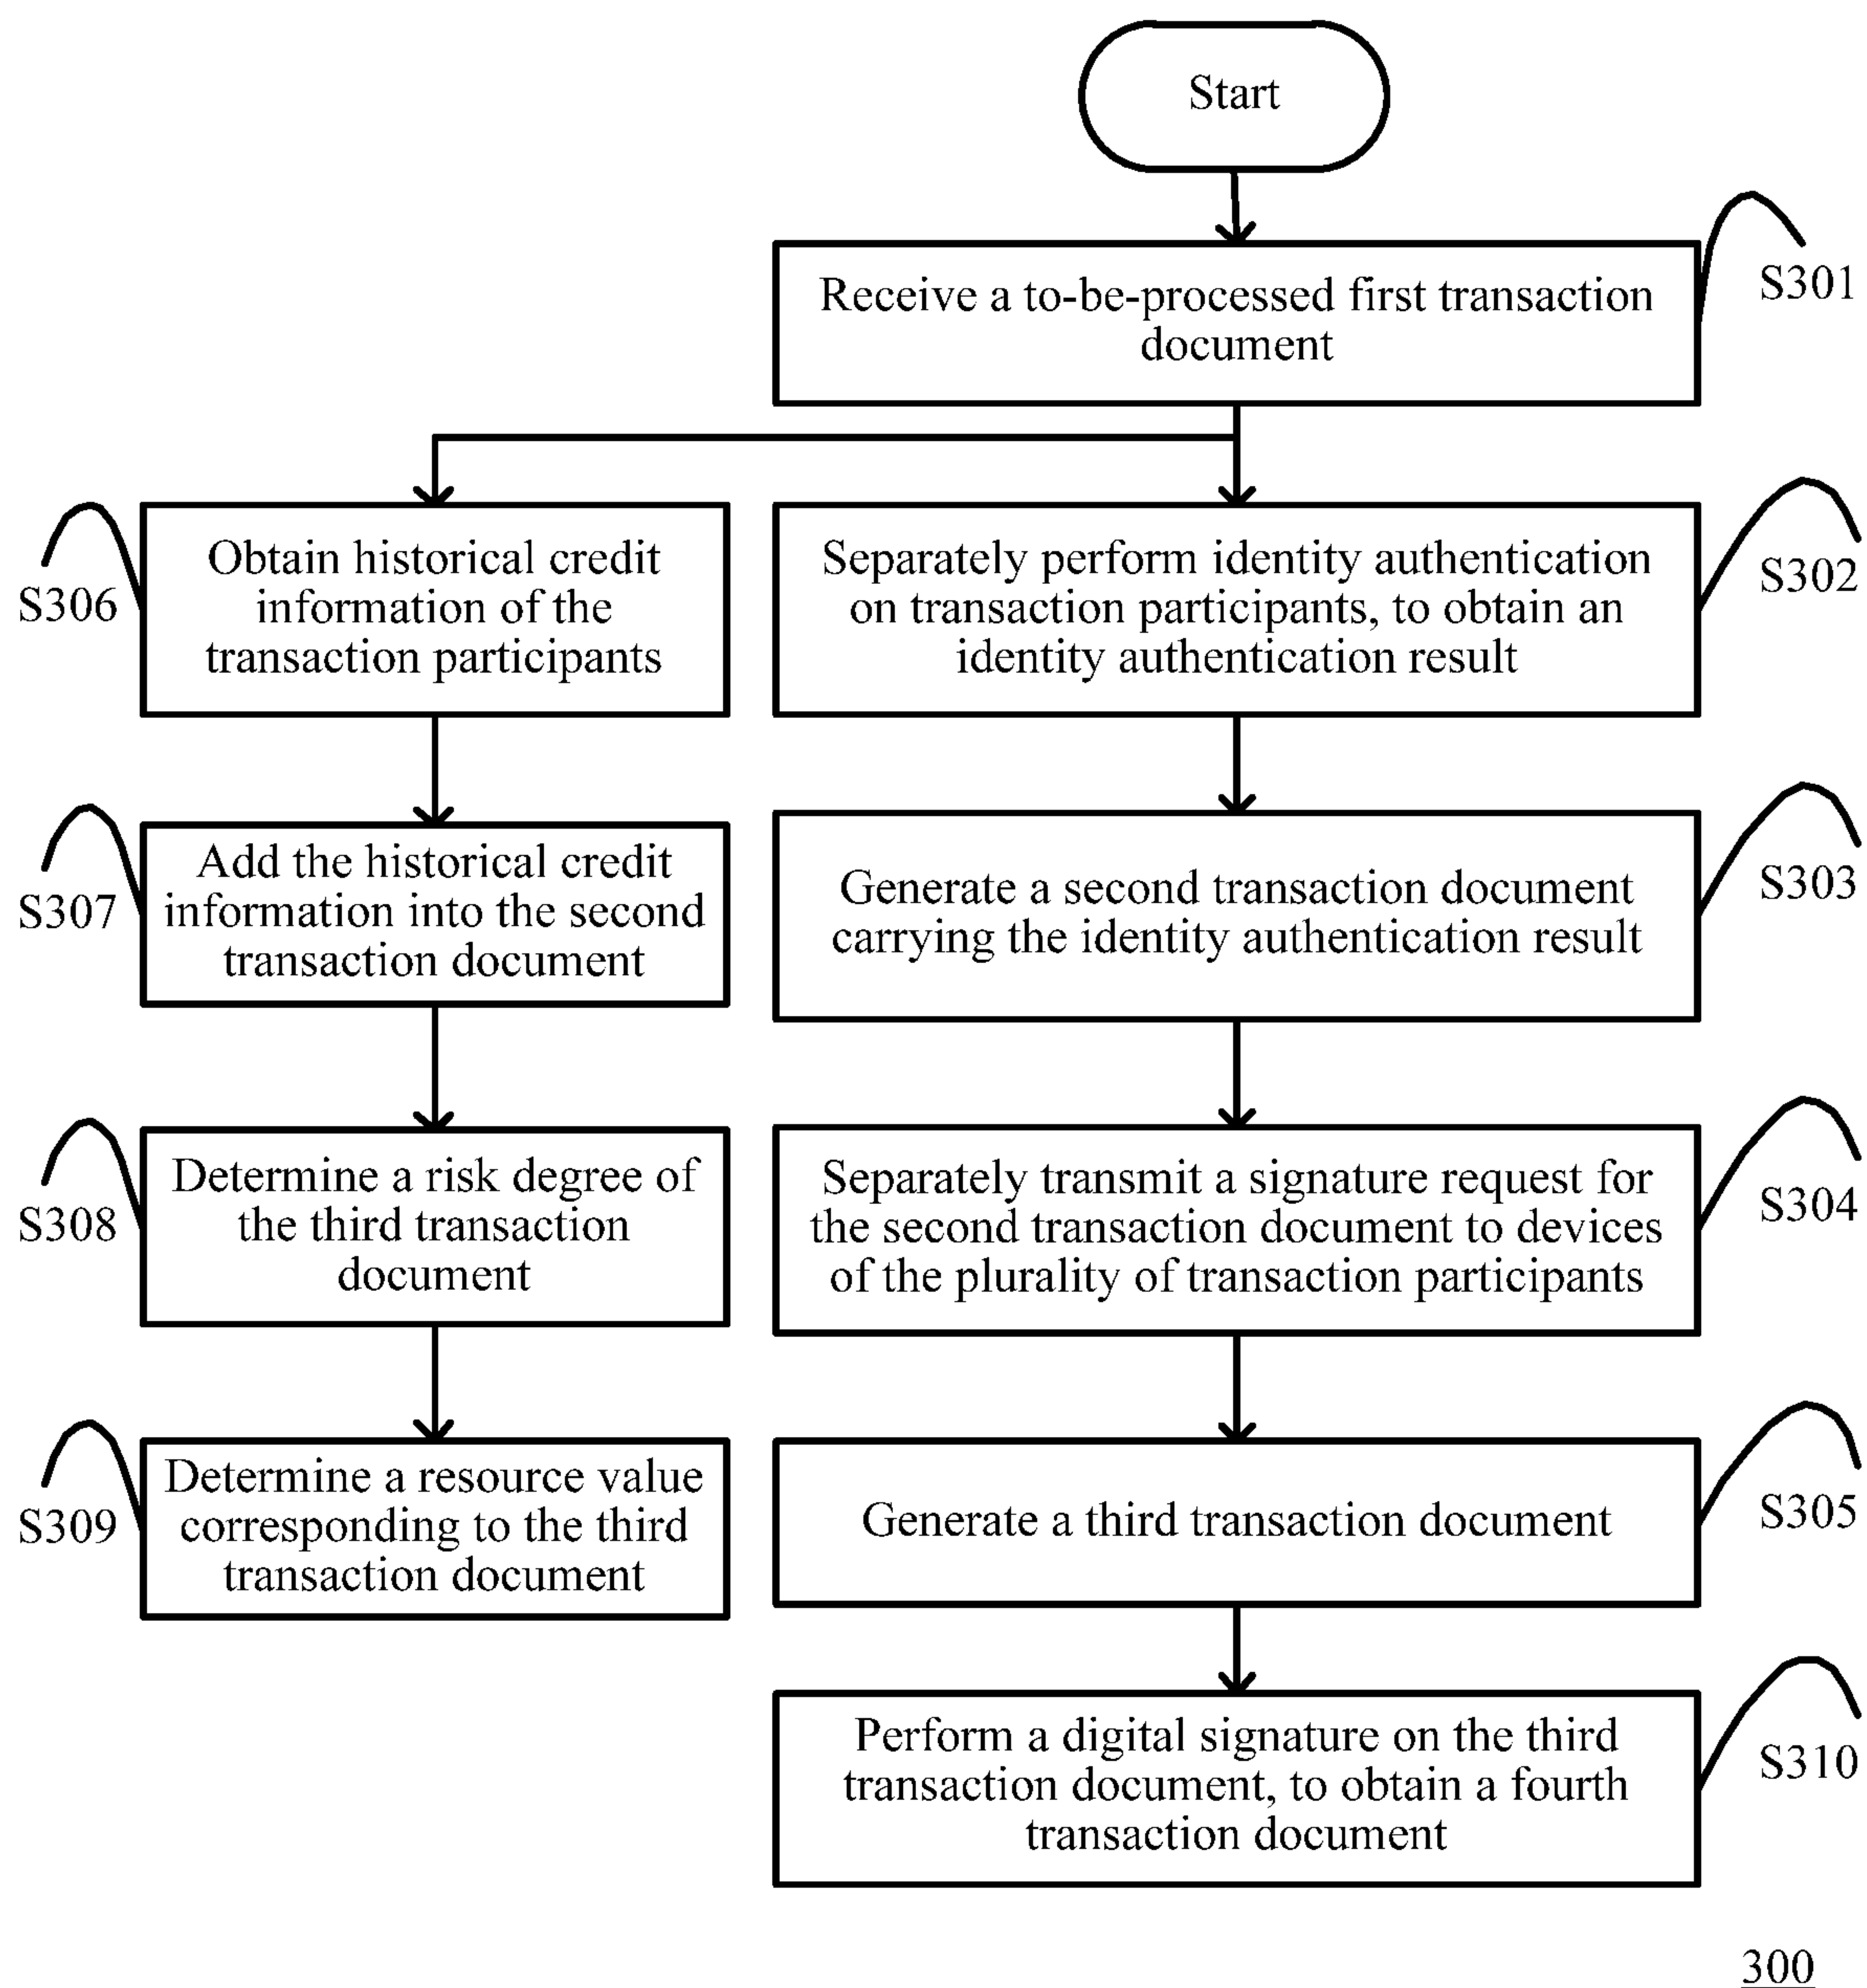 Start
Receive a to-be-processed first transaction
document
S301
Obtain historical credit
information of the
transaction participants
S306
Separately perform identity authentication
on transaction participants, to obtain an
identity authentication result
S302
Add the historical credit
information into the second
transaction document
S307
Generate a second transaction document
carrying the identity authentication result
S303
Determine a risk degree of
the third transaction
document
S308
Separately transmit a signature request for
the second transaction document to devices
of the plurality of transaction participants
S304
Determine a resource value
corresponding to the third
transaction document
S309
Generate a third transaction document
S305
Perform a digital signature on the third
transaction document, to obtain a fourth
transaction document
S310
300